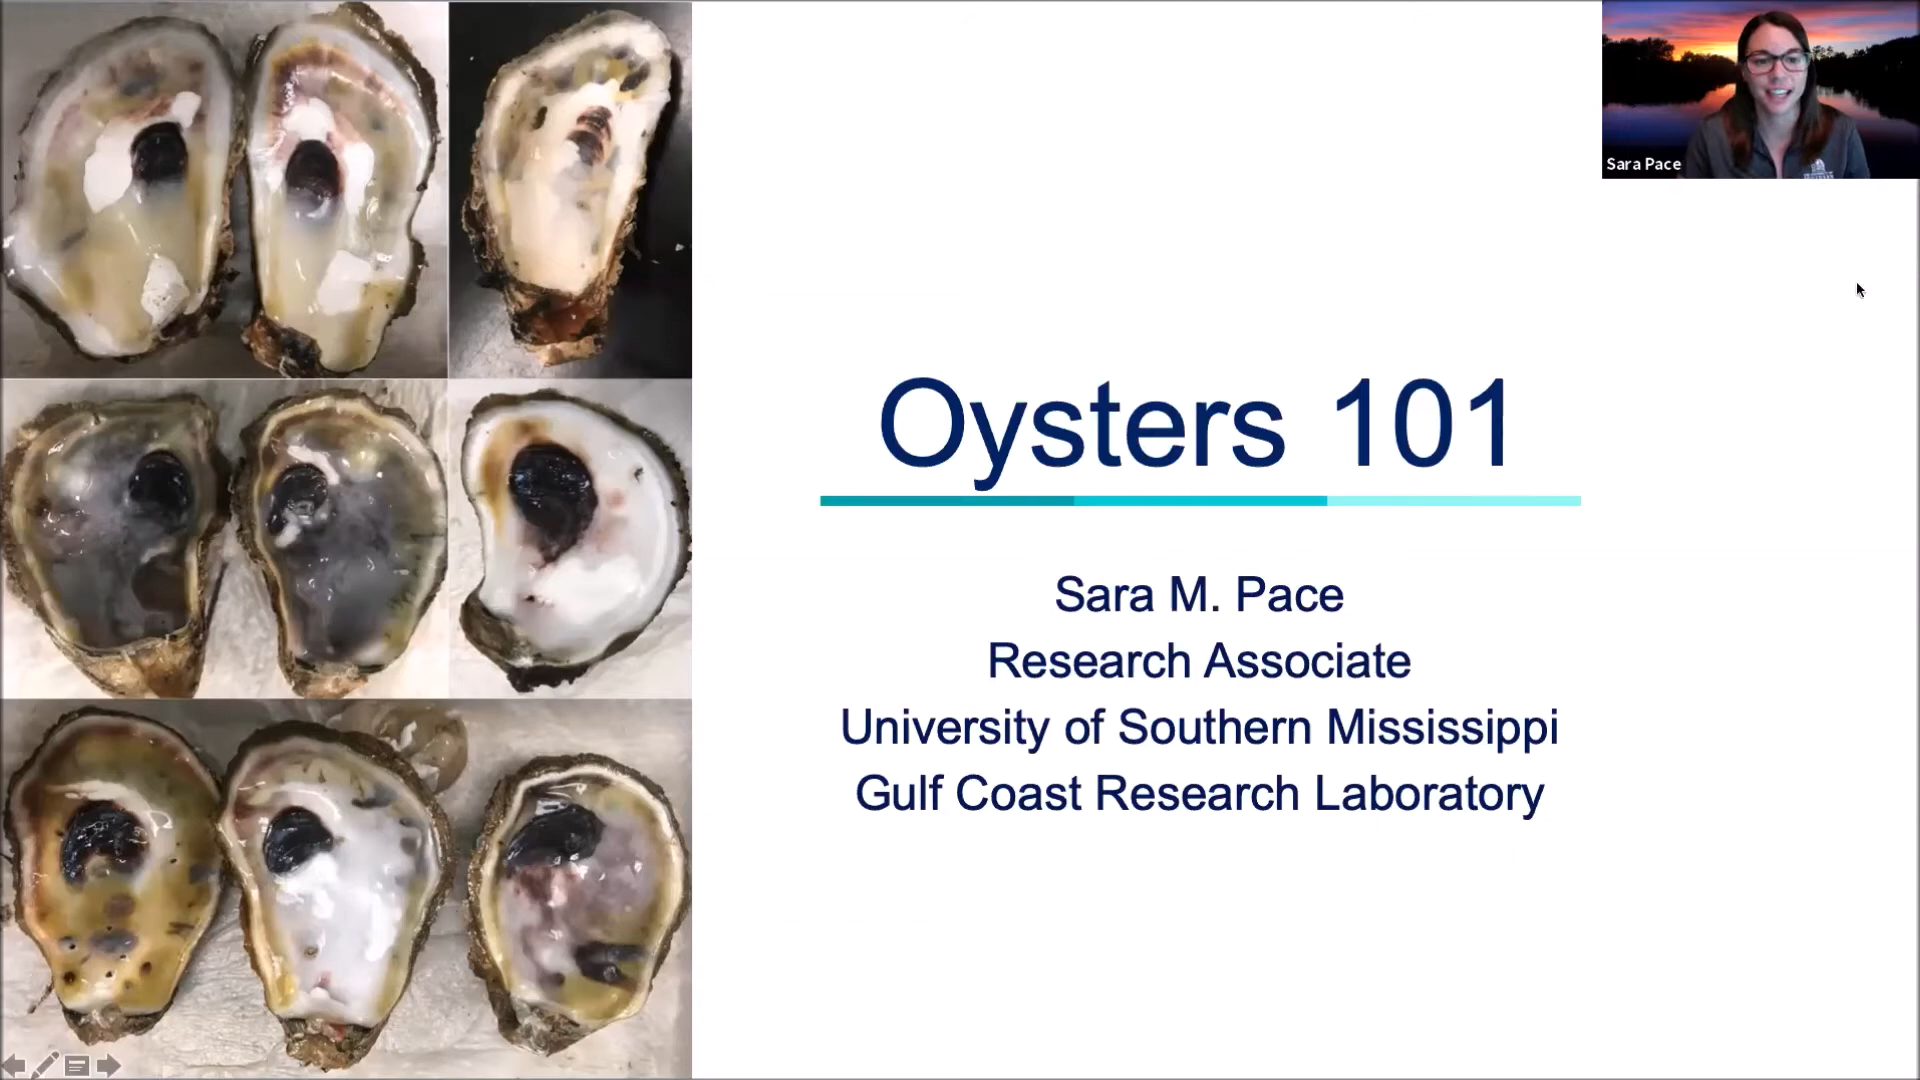 Sara Pace
Oysters 101
Sara M. Pace
Research Associate
University of Southern Mississippi
Gulf Coast Research Laboratory